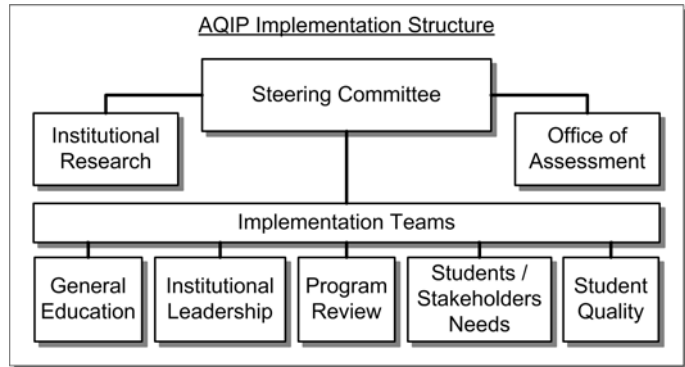 AQIP Implementation Structure
Steering Committee
Institutional
Research
Office of
Assessment
Implementation Teams
General
Education
Institutional
Leadership
Program
Review
Students /
Stakeholders
Needs
Student
Quality